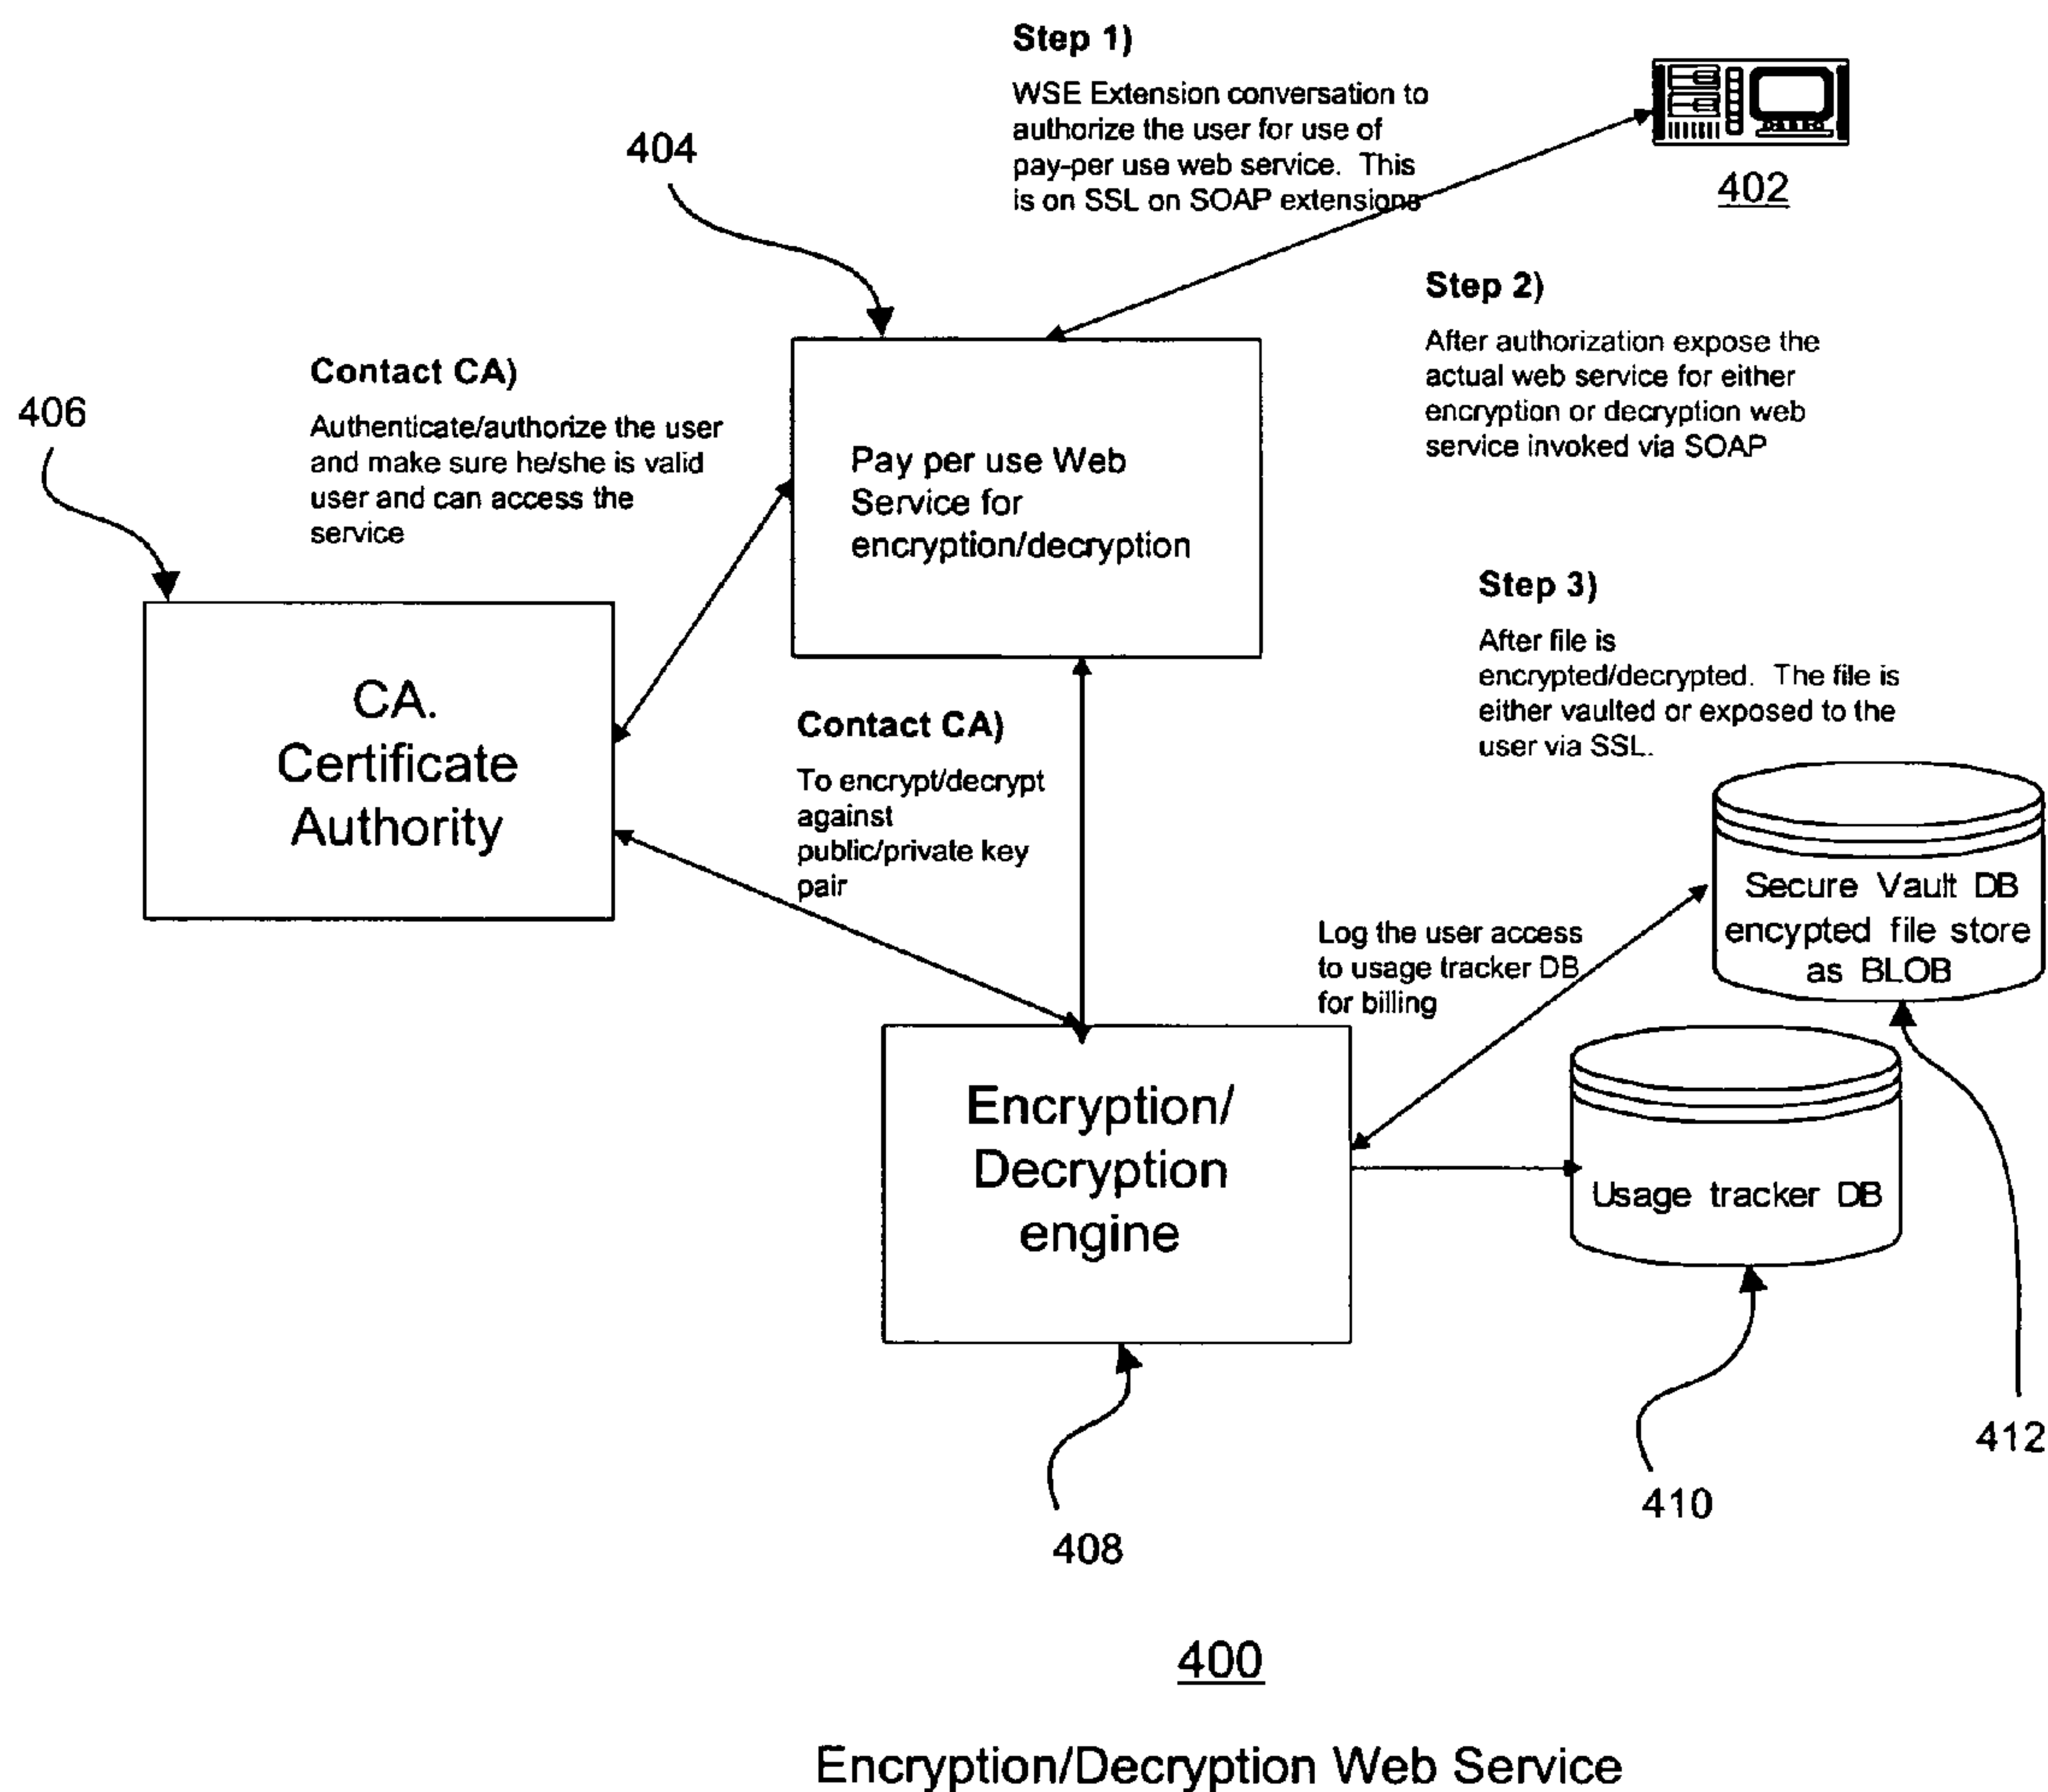 Step 1)
WSE Extension conversation to
authorize the user for use of
pay-per use web service. This
is on SSL on SOAP extensions
402
404
Step 2)
After authorization expose the
actual web service for either
encryption or decryption web
service invoked via SOAP
Contact CA)
Authenticate/authorize the user
and make sure he/she is valid
user and can access the
service
406
Pay per use Web
Service for
encryption/decryption
Step 3)
After file is
encrypted/decrypted. The file is
either vaulted or exposed to the
user via SSL.
CA.
Certificate
Authority
Contact CA)
To encrypt/decrypt
against
public/private key
pair
Secure Vault DB
encypted file store
as BLOB
Log the user access
to usage tracker DB
for billing
Encryption/
Decryption
engine
Usage tracker DB
412
410
408
400
Encryption/Decryption Web Service